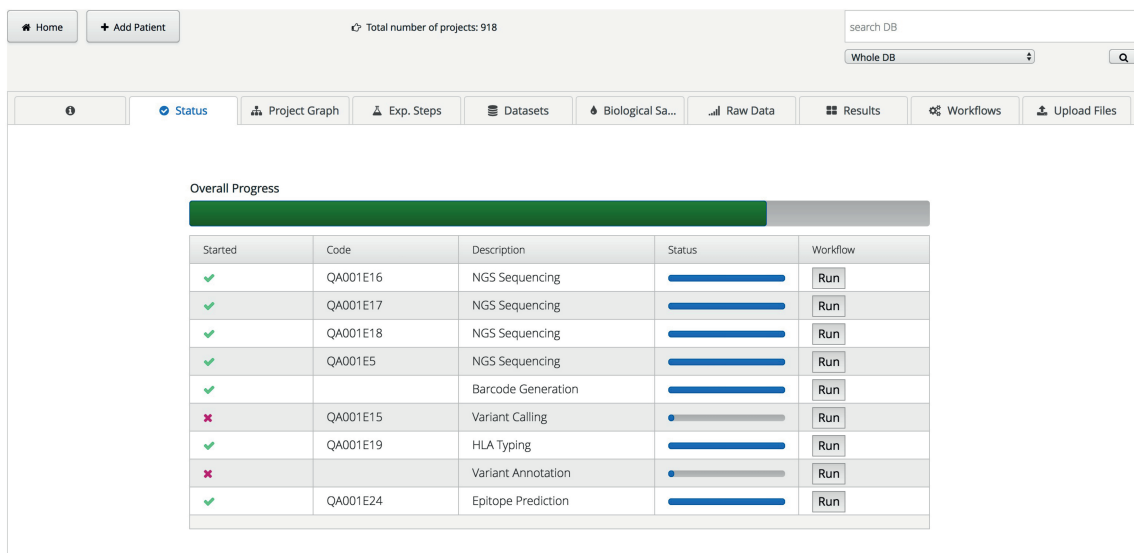 Home Add Patient Total number of projects: 918 search DB
Whole DB
Status Project Graph Exp. Steps Datasets Biological Sa... Raw Data Results Workflows Upload Files
Overall Progress
Started Code Description Status Workflow
QA001E16 NGS Sequencing Run
QA001E17 NGS Sequencing Run
QA001E18 NGS Sequencing Run
QA001E5 NGS Sequencing Run
Barcode Generation Run
QA001E15 Variant Calling Run
QA001E19 HLA Typing Run
Variant Annotation Run
QA001E24 Epitope Prediction Run